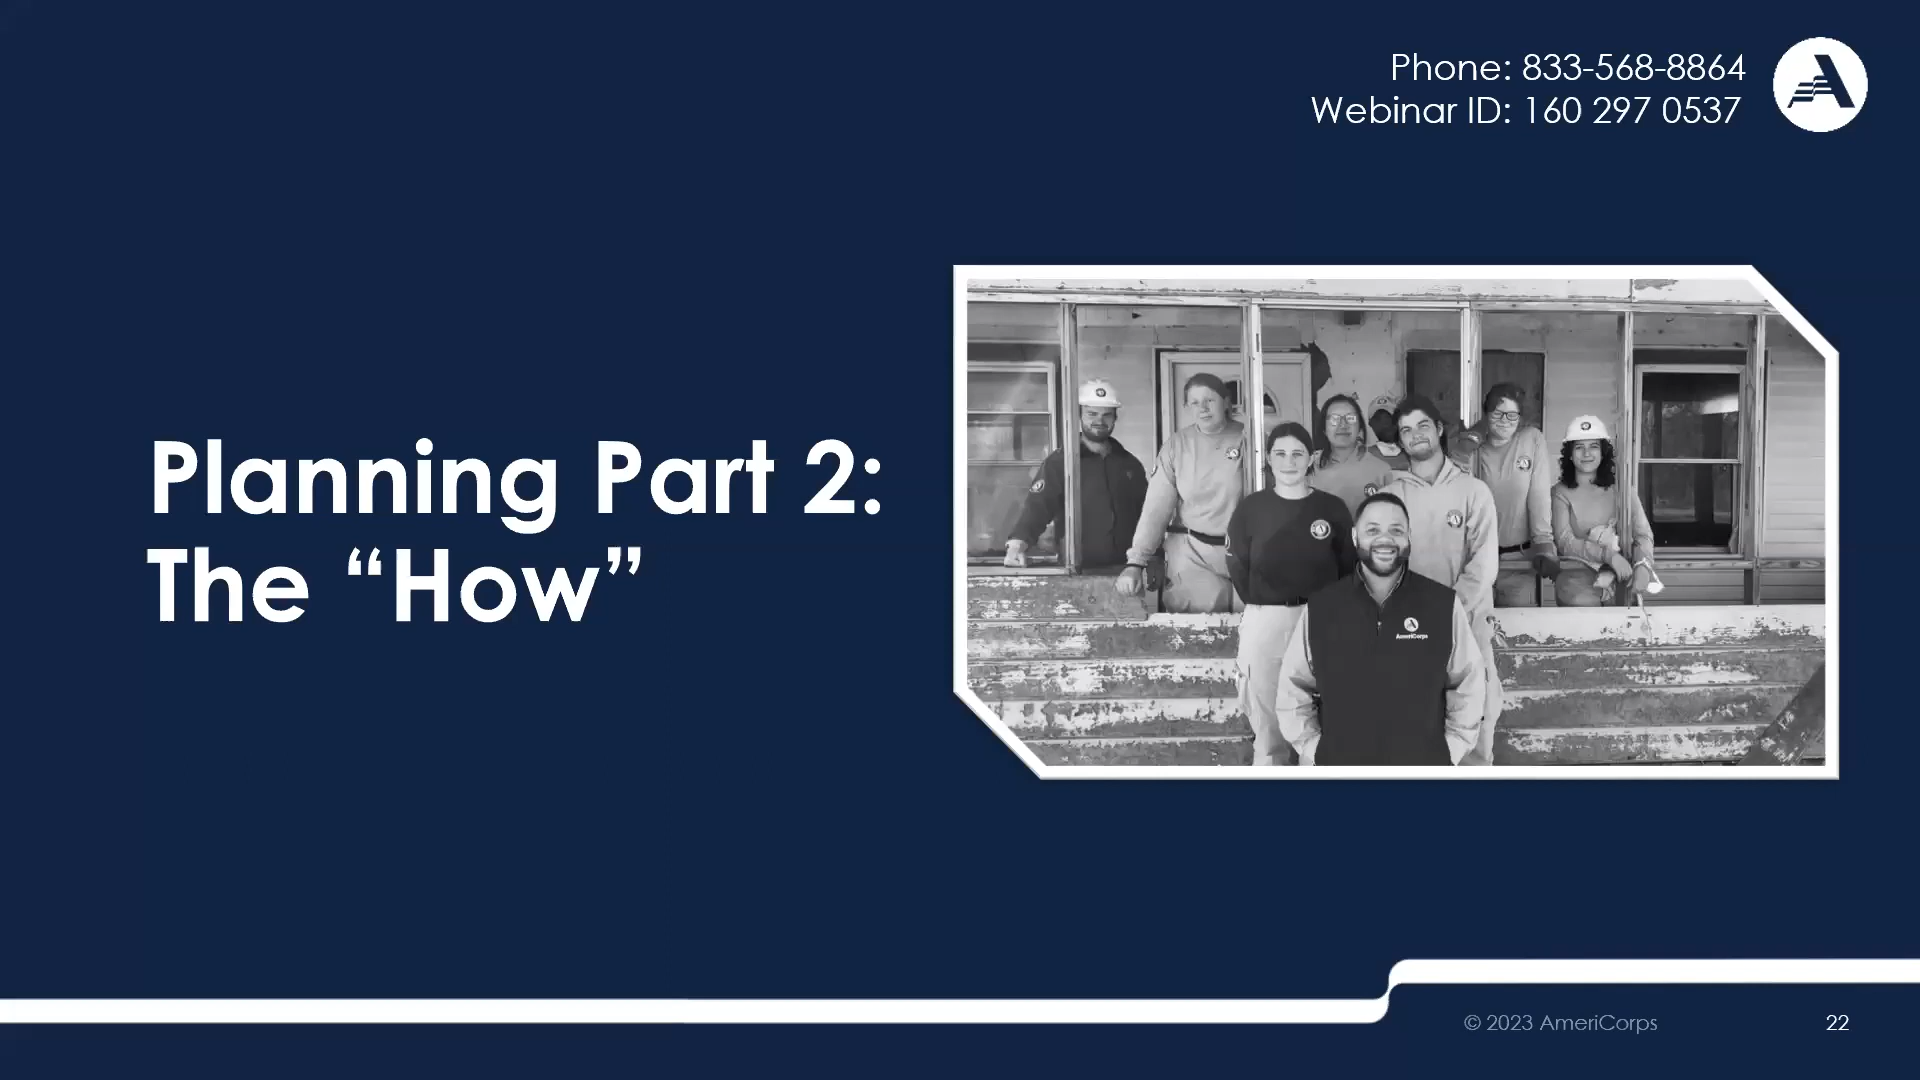 Phone: 833-568-8864
Webinar ID: 160 297 0537
Planning Part 2:
The “How”
AmeriCorps
© 2023 AmeriCorps
22